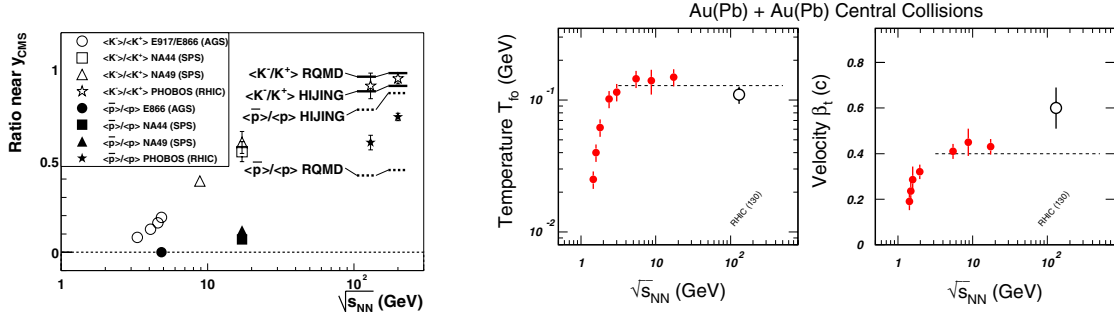 Au(Pb) + Au(Pb) Central Collisions
Ratio near y_CMS
<K⁻>/<K⁺> E917/E866 (AGS)
<K⁻>/<K⁺> NA44 (SPS)
<K⁻>/<K⁺> NA49 (SPS)
<K⁻>/<K⁺> PHOBOS (RHIC)
<p̅>/<p> E866 (AGS)
<p̅>/<p> NA44 (SPS)
<p̅>/<p> NA49 (SPS)
<p̅>/<p> PHOBOS (RHIC)
<K⁻/K⁺> RQMD
<K⁻/K⁺> HIJING
<p̅>/<p> HIJING
<p̅>/<p> RQMD
1
0.5
0
1
10
10²
√s_NN (GeV)
Temperature T_fo (GeV)
10⁻¹
10⁻²
RHIC (130)
1
10
10²
√s_NN (GeV)
Velocity β_t (c)
0.8
0.6
0.4
0.2
0
RHIC (130)
1
10
10²
√s_NN (GeV)